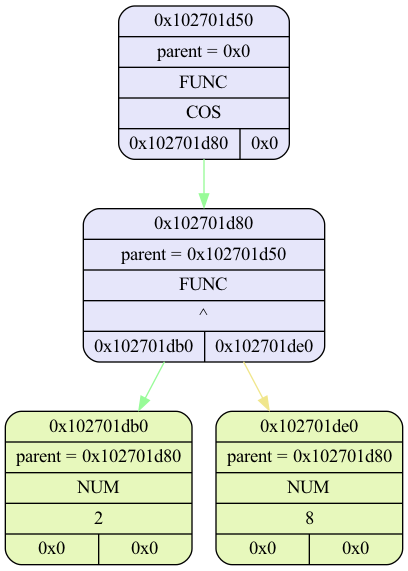 0x102701d50
parent = 0x0
FUNC
COS
0x102701d80 0x0
0x102701d80
parent = 0x102701d50
FUNC
^
0x102701db0 0x102701de0
0x102701db0
parent = 0x102701d80
NUM
2
0x0 0x0
0x102701de0
parent = 0x102701d80
NUM
8
0x0 0x0